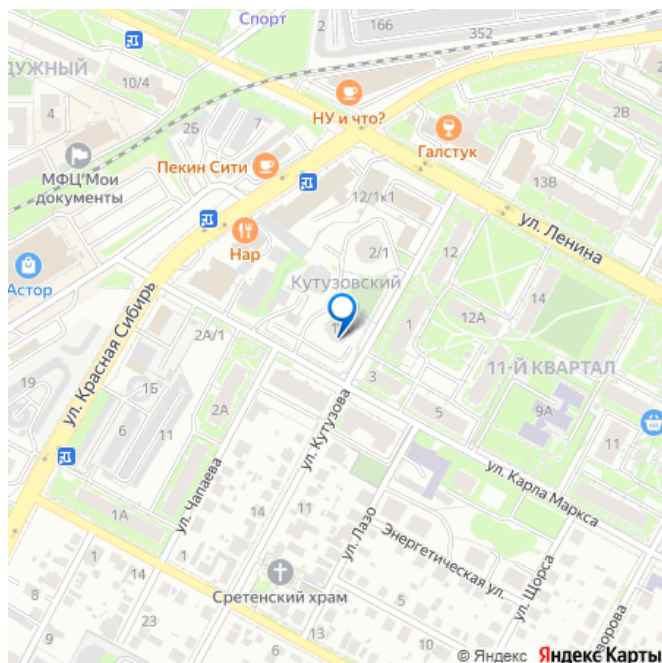 Спорт
2
166
352
ДУЖНЫЙ
10/4
4
2Б
7
НУ и что?
2В
МФЦ Мои
документы
Пекин Сити
Галстук
13В
12/1к1
ул. Ленина
Нар
2/1
12
Астор
Кутузовский
14
1
12А
2А/1
ул. Красная Сибирь
19
1Б
3
11-Й КВАРТАЛ
2А
5
9А
6
11
11
ул. Кутузова
ул. Чапаева
ул. Карла Маркса
1А
14
11
ул. Лазо
Энергетическая ул.
1
1
14
Сретенский храм
ул. Щорса
8
23
10
ворова
© Яндекс Яндекс Карты